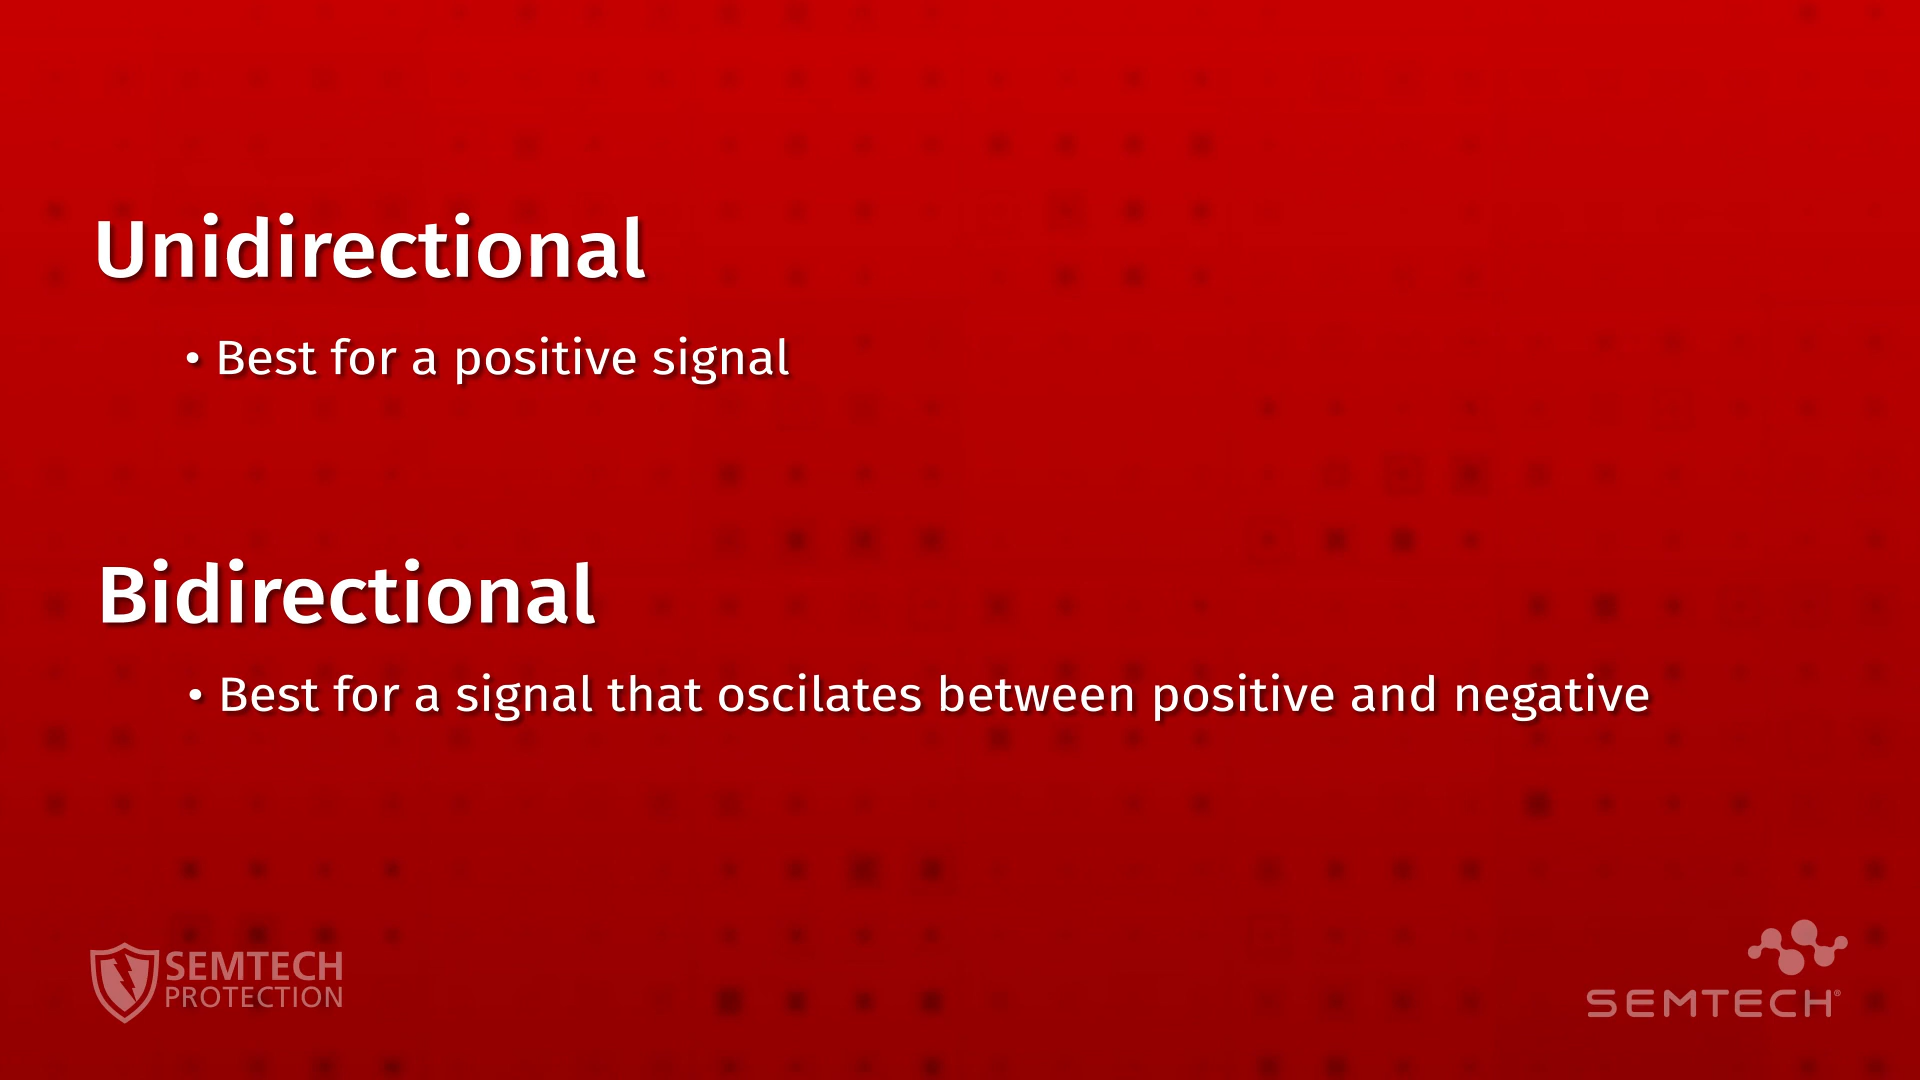 Unidirectional
• Best for a positive signal
Bidirectional
• Best for a signal that oscilates between positive and negative
SEMTECH
PROTECTION
SEMTECH®